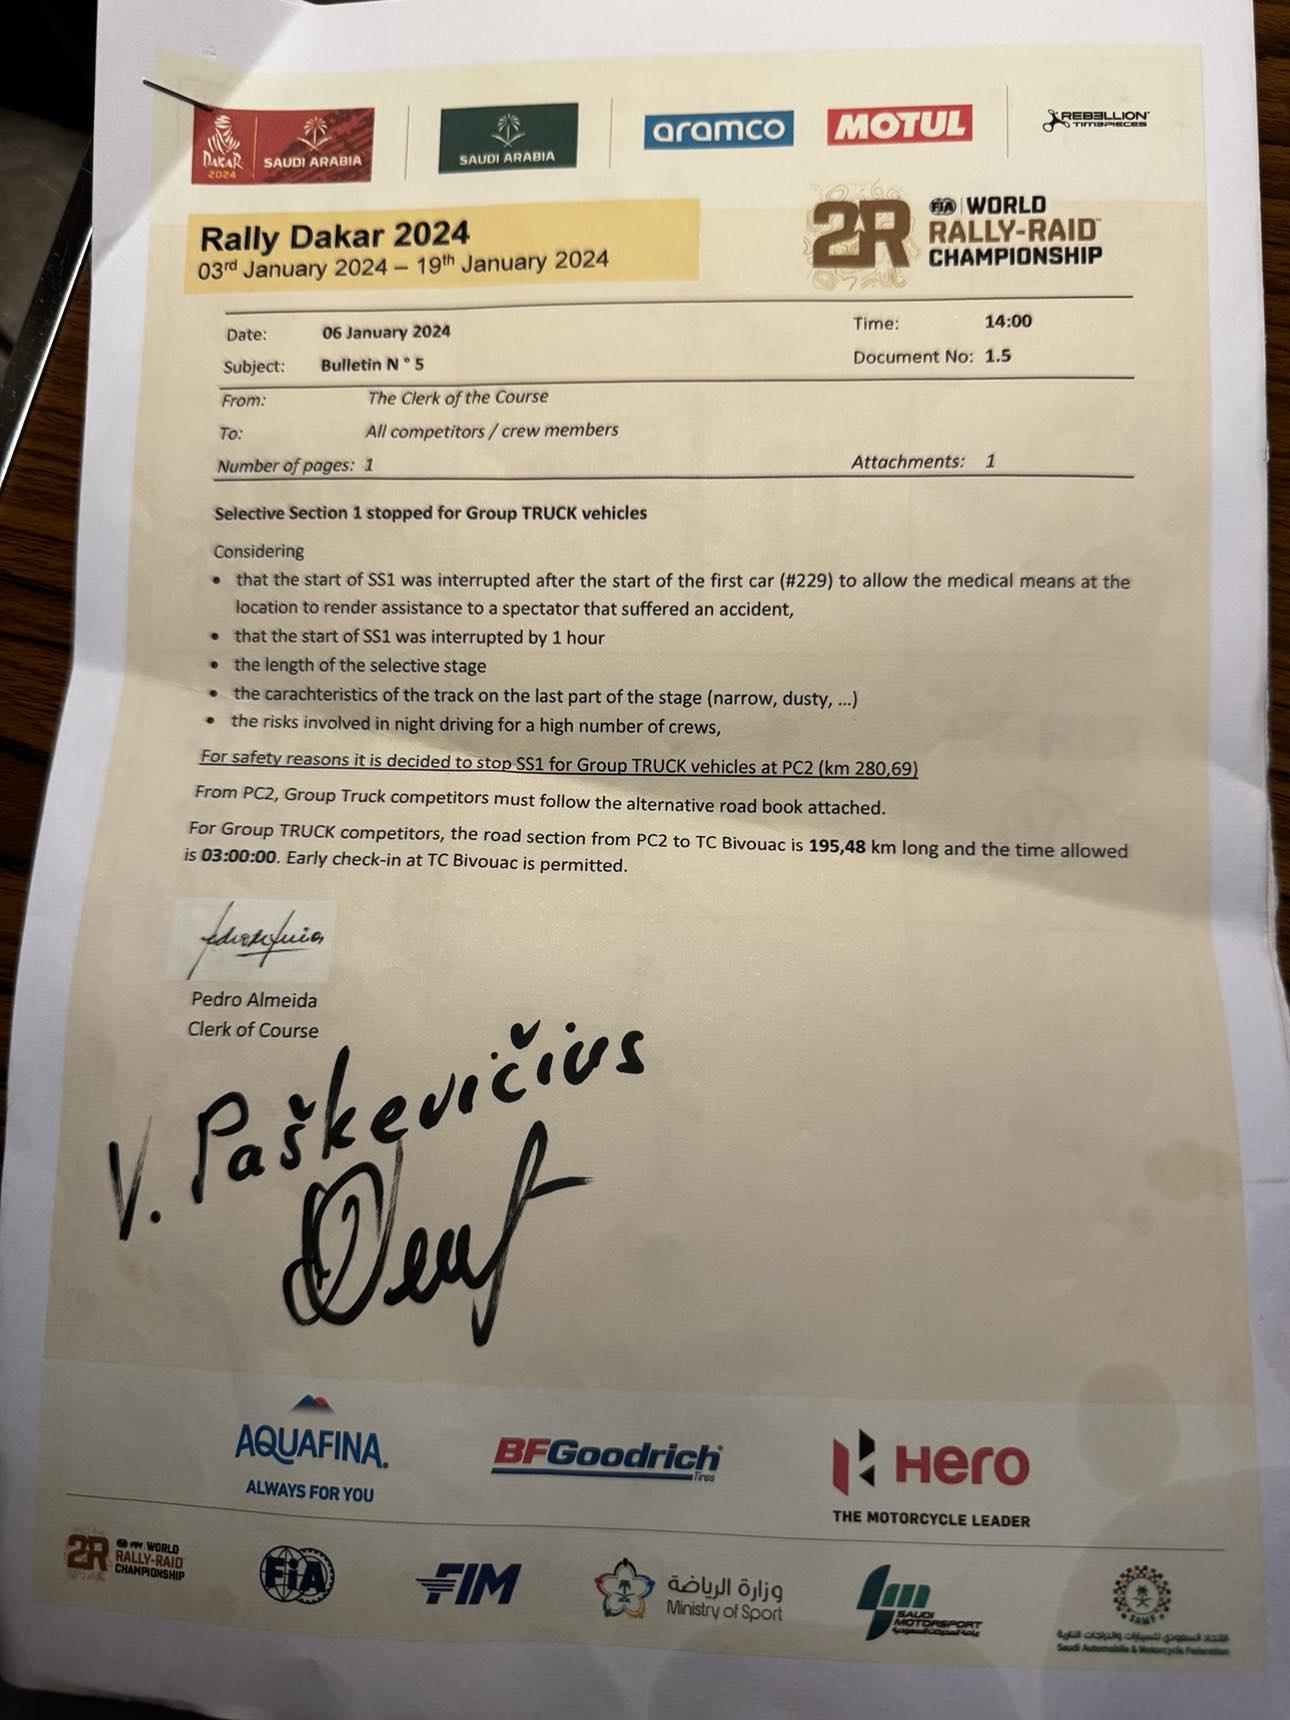 DAKAR
2024
SAUDI ARABIA
SAUDI ARABIA
aramco
MOTUL
REBELLION
TIMEPIECES
Rally Dakar 2024
03rd January 2024 – 19th January 2024
2R
FIA WORLD
RALLY-RAID™
CHAMPIONSHIP
Date: 06 January 2024 Time: 14:00
Subject: Bulletin N° 5 Document No: 1.5
From: The Clerk of the Course
To: All competitors / crew members
Number of pages: 1 Attachments: 1
Selective Section 1 stopped for Group TRUCK vehicles
Considering
• that the start of SS1 was interrupted after the start of the first car (#229) to allow the medical means at the
location to render assistance to a spectator that suffered an accident,
• that the start of SS1 was interrupted by 1 hour
• the length of the selective stage
• the carachteristics of the track on the last part of the stage (narrow, dusty, ...)
• the risks involved in night driving for a high number of crews,
For safety reasons it is decided to stop SS1 for Group TRUCK vehicles at PC2 (km 280,69)
From PC2, Group Truck competitors must follow the alternative road book attached.
For Group TRUCK competitors, the road section from PC2 to TC Bivouac is 195,48 km long and the time allowed
is 03:00:00. Early check-in at TC Bivouac is permitted.
Pedro Almeida
Clerk of Course
V. Paškevičius
AQUAFINA.
ALWAYS FOR YOU
BFGoodrich
Tires
Hero
THE MOTORCYCLE LEADER
2R
WORLD
RALLY-RAID
CHAMPIONSHIP
FIA
FIM
وزارة الرياضة
Ministry of Sport
SAUDI
MOTORSPORT
SAMF
الاتحاد السعودي للسيارات والدراجات النارية
Saudi Automobile & Motorcycle Federation